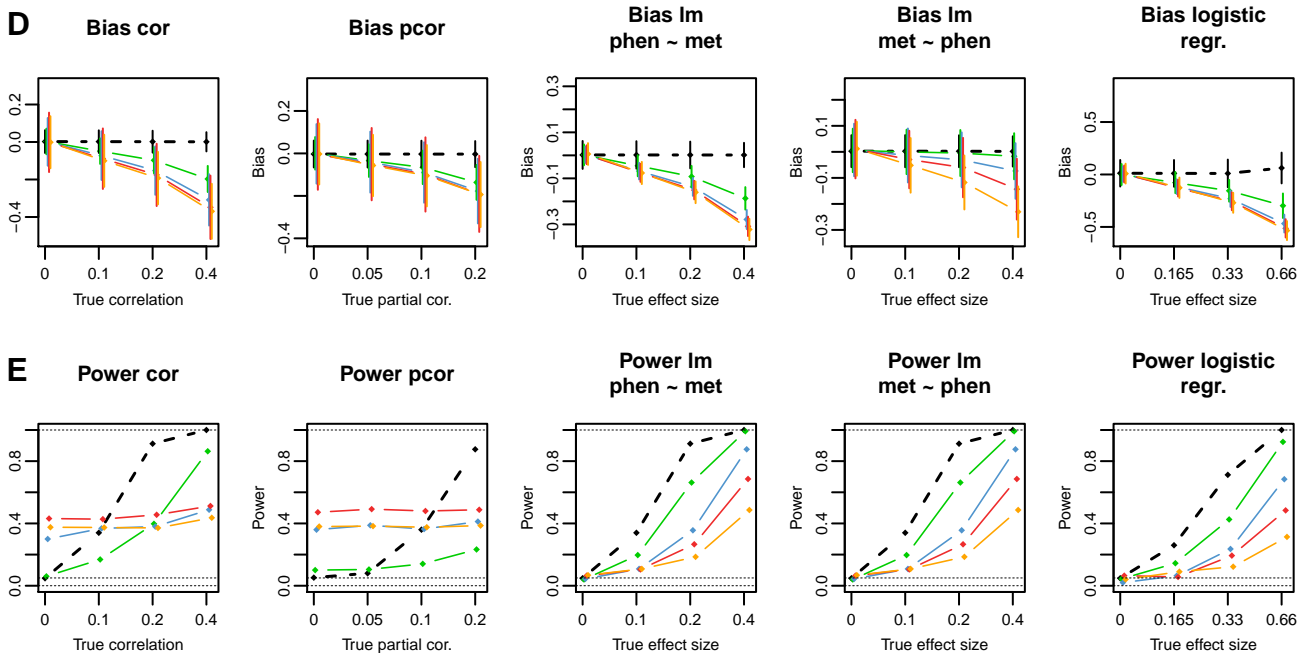 D
Bias cor
Bias pcor
Bias lm
phen ~ met
Bias lm
met ~ phen
Bias logistic
regr.
0.2
0.0
−0.4
0
0.1
0.2
0.4
True correlation
Bias
0.2
0.0
−0.4
0
0.05
0.1
0.2
True partial cor.
Bias
0.3
0.1
−0.1
−0.3
0
0.1
0.2
0.4
True effect size
Bias
0.1
−0.1
−0.3
0
0.1
0.2
0.4
True effect size
Bias
0.5
0.0
−0.5
0
0.165
0.33
0.66
True effect size
E
Power cor
Power pcor
Power lm
phen ~ met
Power lm
met ~ phen
Power logistic
regr.
0.8
0.4
0.0
0
0.1
0.2
0.4
True correlation
Power
0.8
0.4
0.0
0
0.05
0.1
0.2
True partial cor.
Power
0.8
0.4
0.0
0
0.1
0.2
0.4
True effect size
Power
0.8
0.4
0.0
0
0.1
0.2
0.4
True effect size
Power
0.8
0.4
0.0
0
0.165
0.33
0.66
True effect size